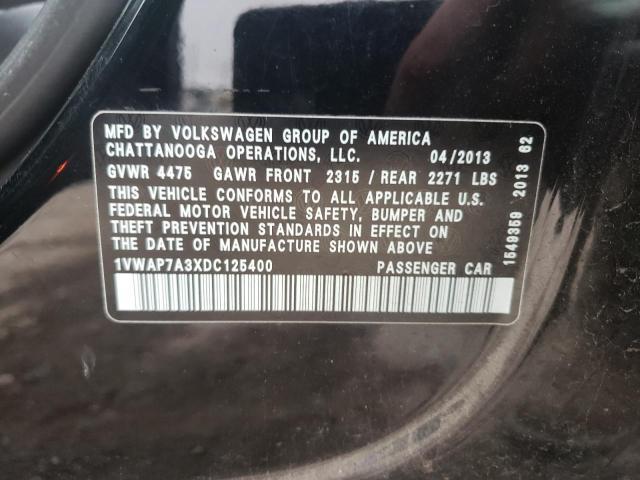 MFD BY VOLKSWAGEN GROUP OF AMERICA
CHATTANOOGA OPERATIONS, LLC. 04/2013
GVWR 4475 GAWR FRONT 2315 / REAR 2271 LBS
THIS VEHICLE CONFORMS TO ALL APPLICABLE U.S.
FEDERAL MOTOR VEHICLE SAFETY, BUMPER AND
THEFT PREVENTION STANDARDS IN EFFECT ON
THE DATE OF MANUFACTURE SHOWN ABOVE
1VWAP7A3XDC125400 PASSENGER CAR
1549359 2013 62